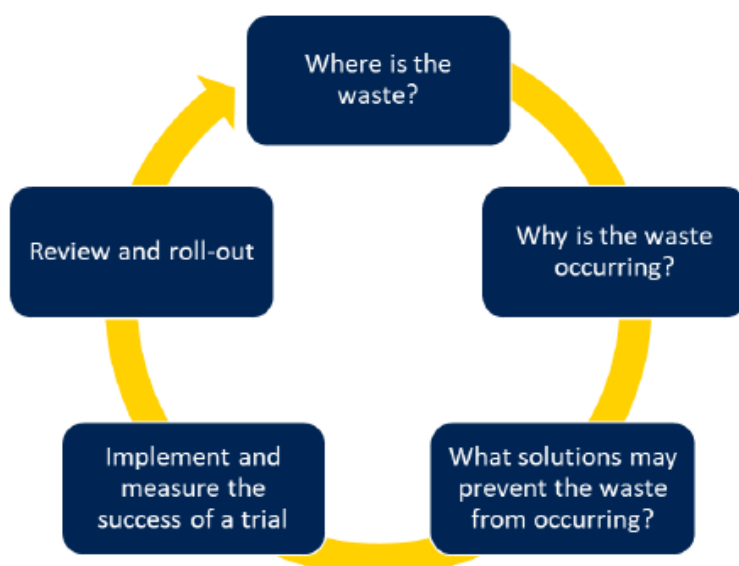 Where is the
waste?
Why is the waste
occurring?
What solutions may
prevent the waste
from occurring?
Implement and
measure the
success of a trial
Review and roll-out